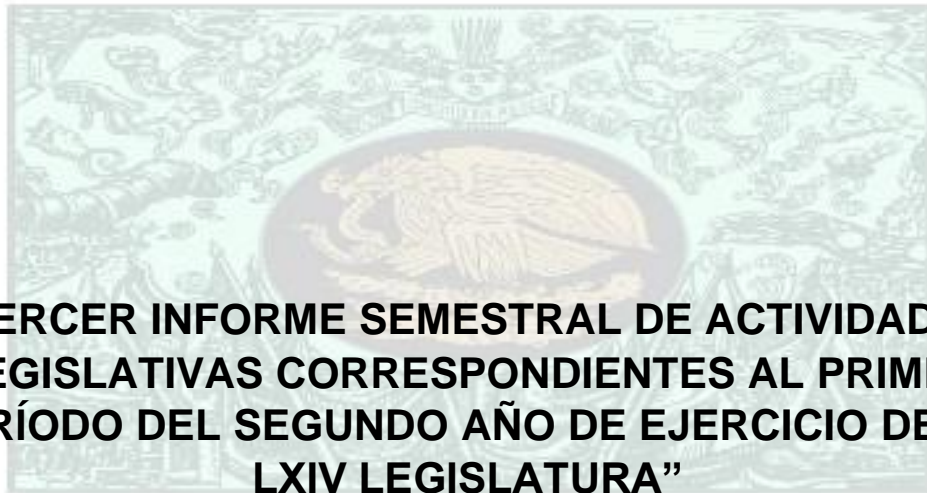 ERCER INFORME SEMESTRAL DE ACTIVIDAD
EGISLATIVAS CORRESPONDIENTES AL PRIM
RÍODO DEL SEGUNDO AÑO DE EJERCICIO DE
LXIV LEGISLATURA”